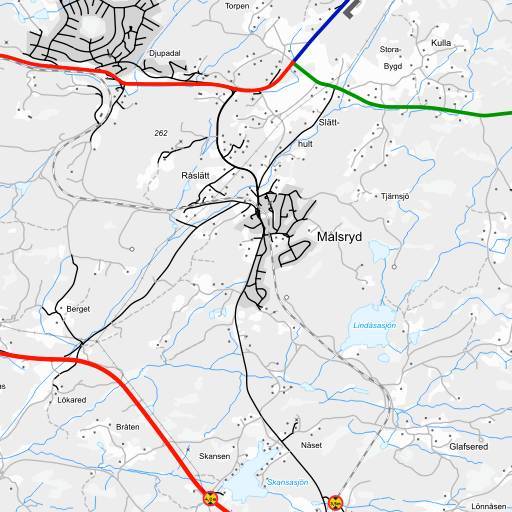 Torpen
Kulla
Stora-
Bygd
Djupadal
Slätt-
262
hult
Råslätt
Tjärnsjö
Målsryd
Berget
Lindåsasjön
Lökared
Bråten
Näset
Glafsered
Skansen
Skansasjön
Lönnåsen